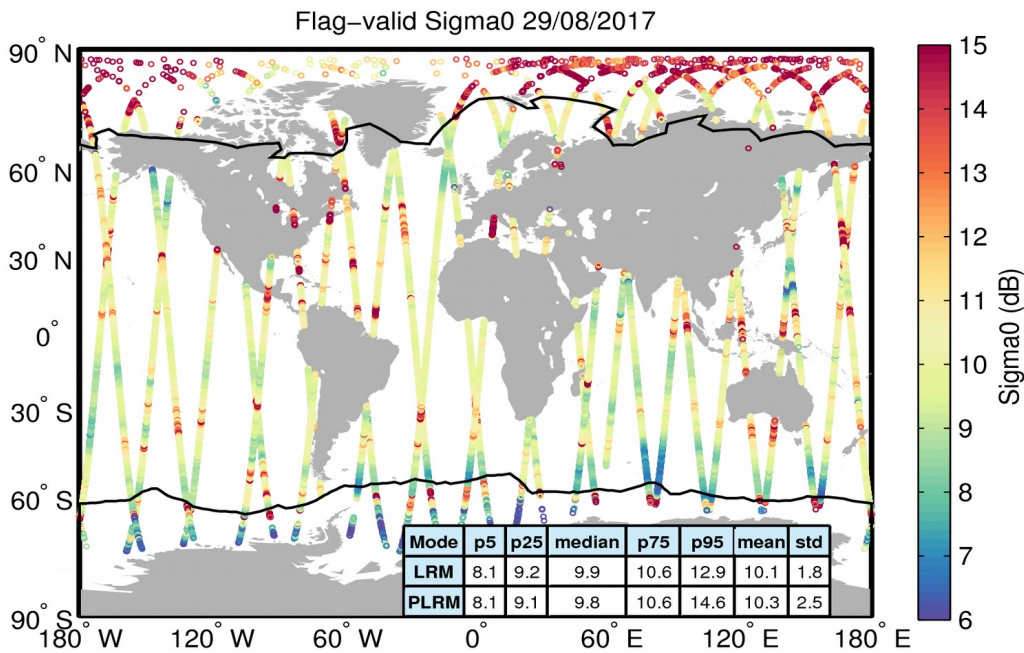 Flag-valid Sigma0 29/08/2017
90° N
60° N
30° N
0°
30° S
60° S
90° S
180° W
120° W
60° W
0°
60° E
120° E
180° E
15
14
13
12
11
10
9
8
7
6
Sigma0 (dB)
Mode p5 p25 median p75 p95 mean std
LRM 8.1 9.2 9.9 10.6 12.9 10.1 1.8
PLRM 8.1 9.1 9.8 10.6 14.6 10.3 2.5